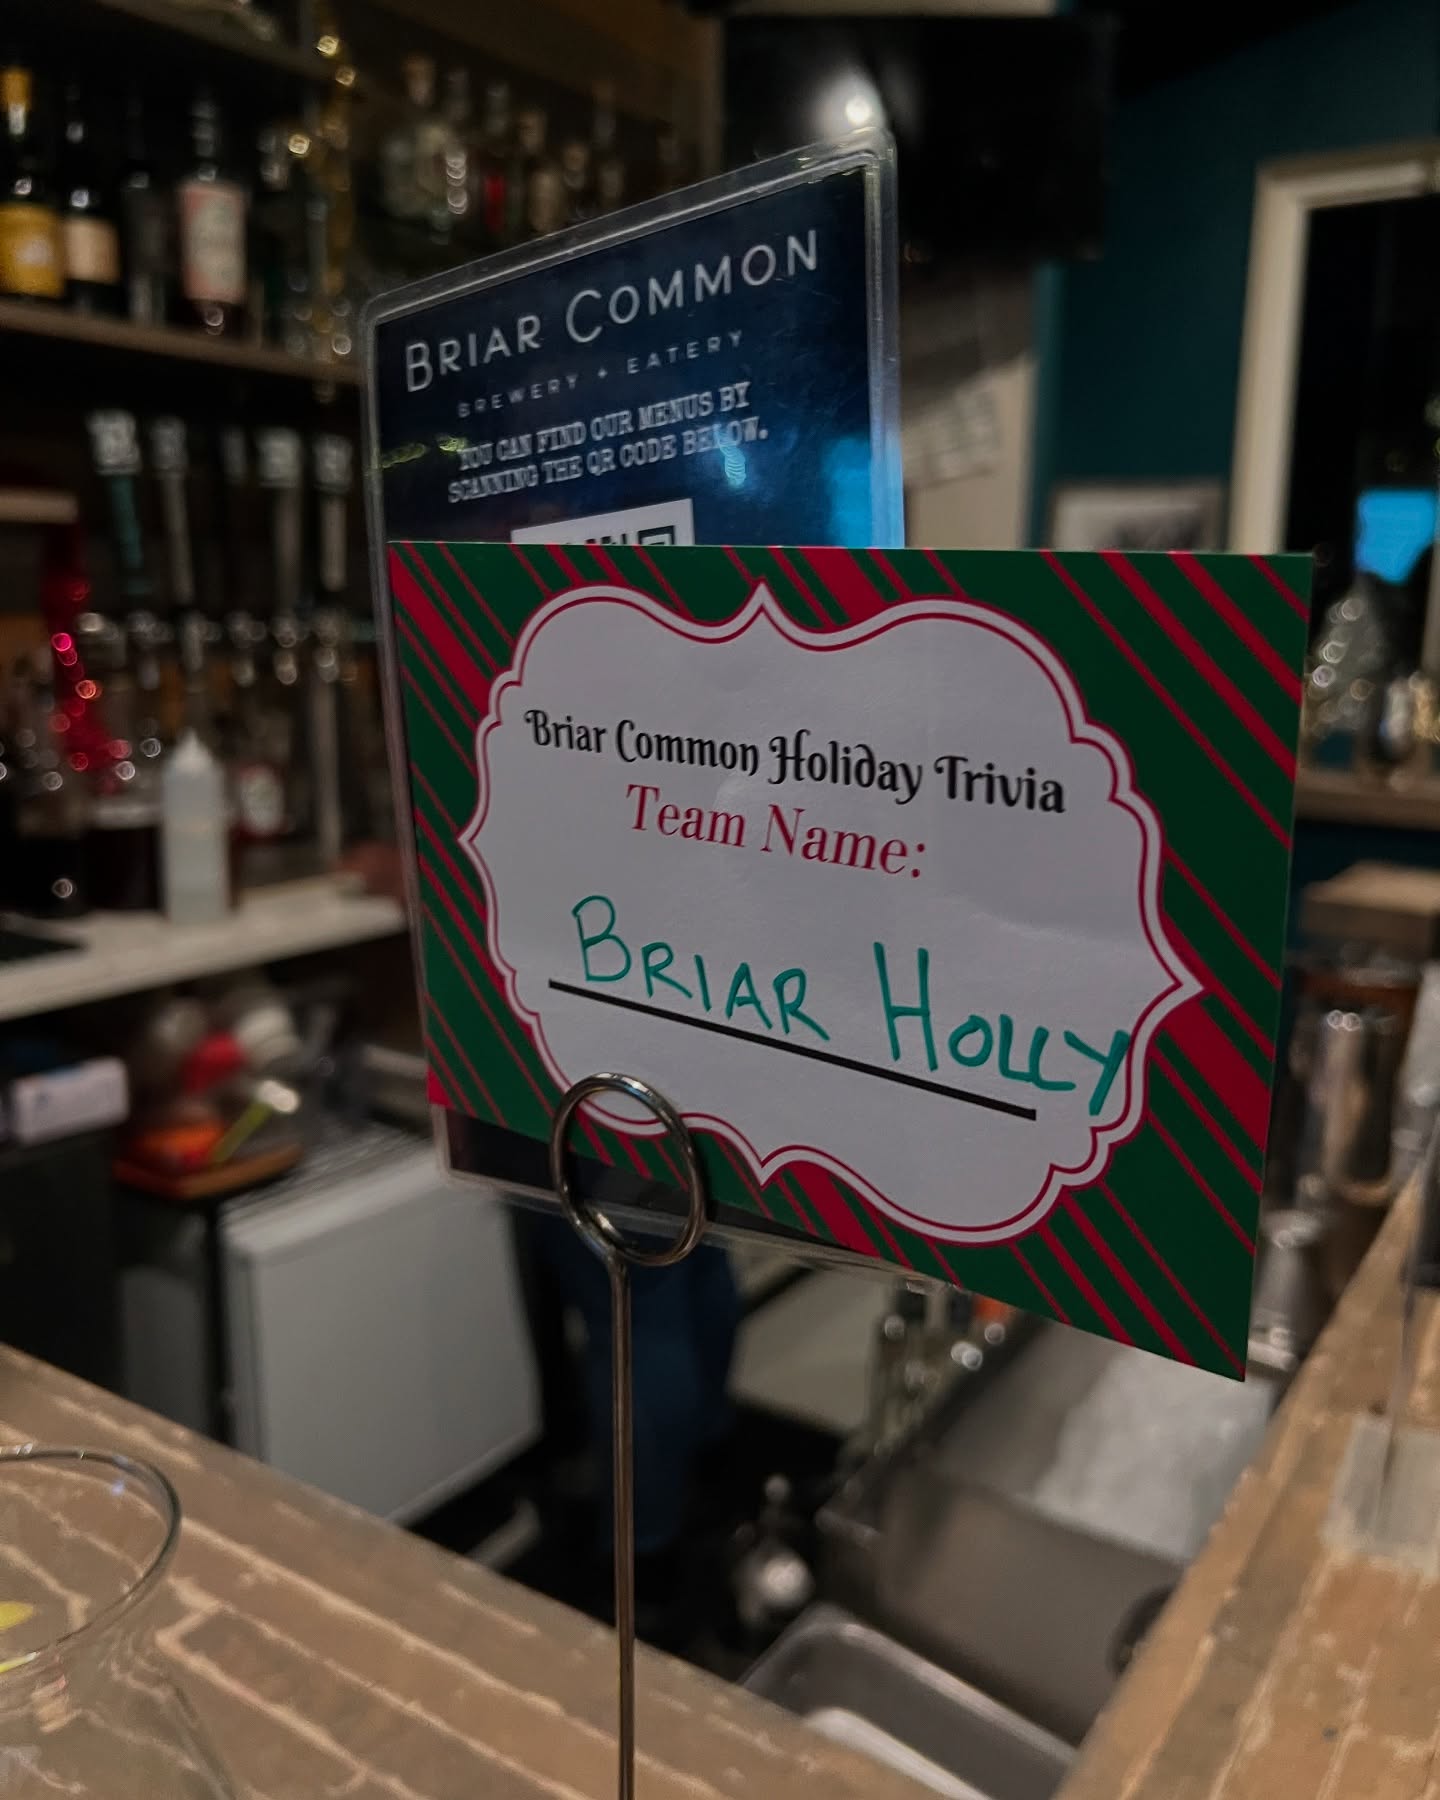 BRIAR COMMON
BREWERY + EATERY
YOU CAN FIND OUR MENUS BY
SCANNING THE QR CODE BELOW.
Briar Common Holiday Trivia
Team Name:
BRIAR HOLLY